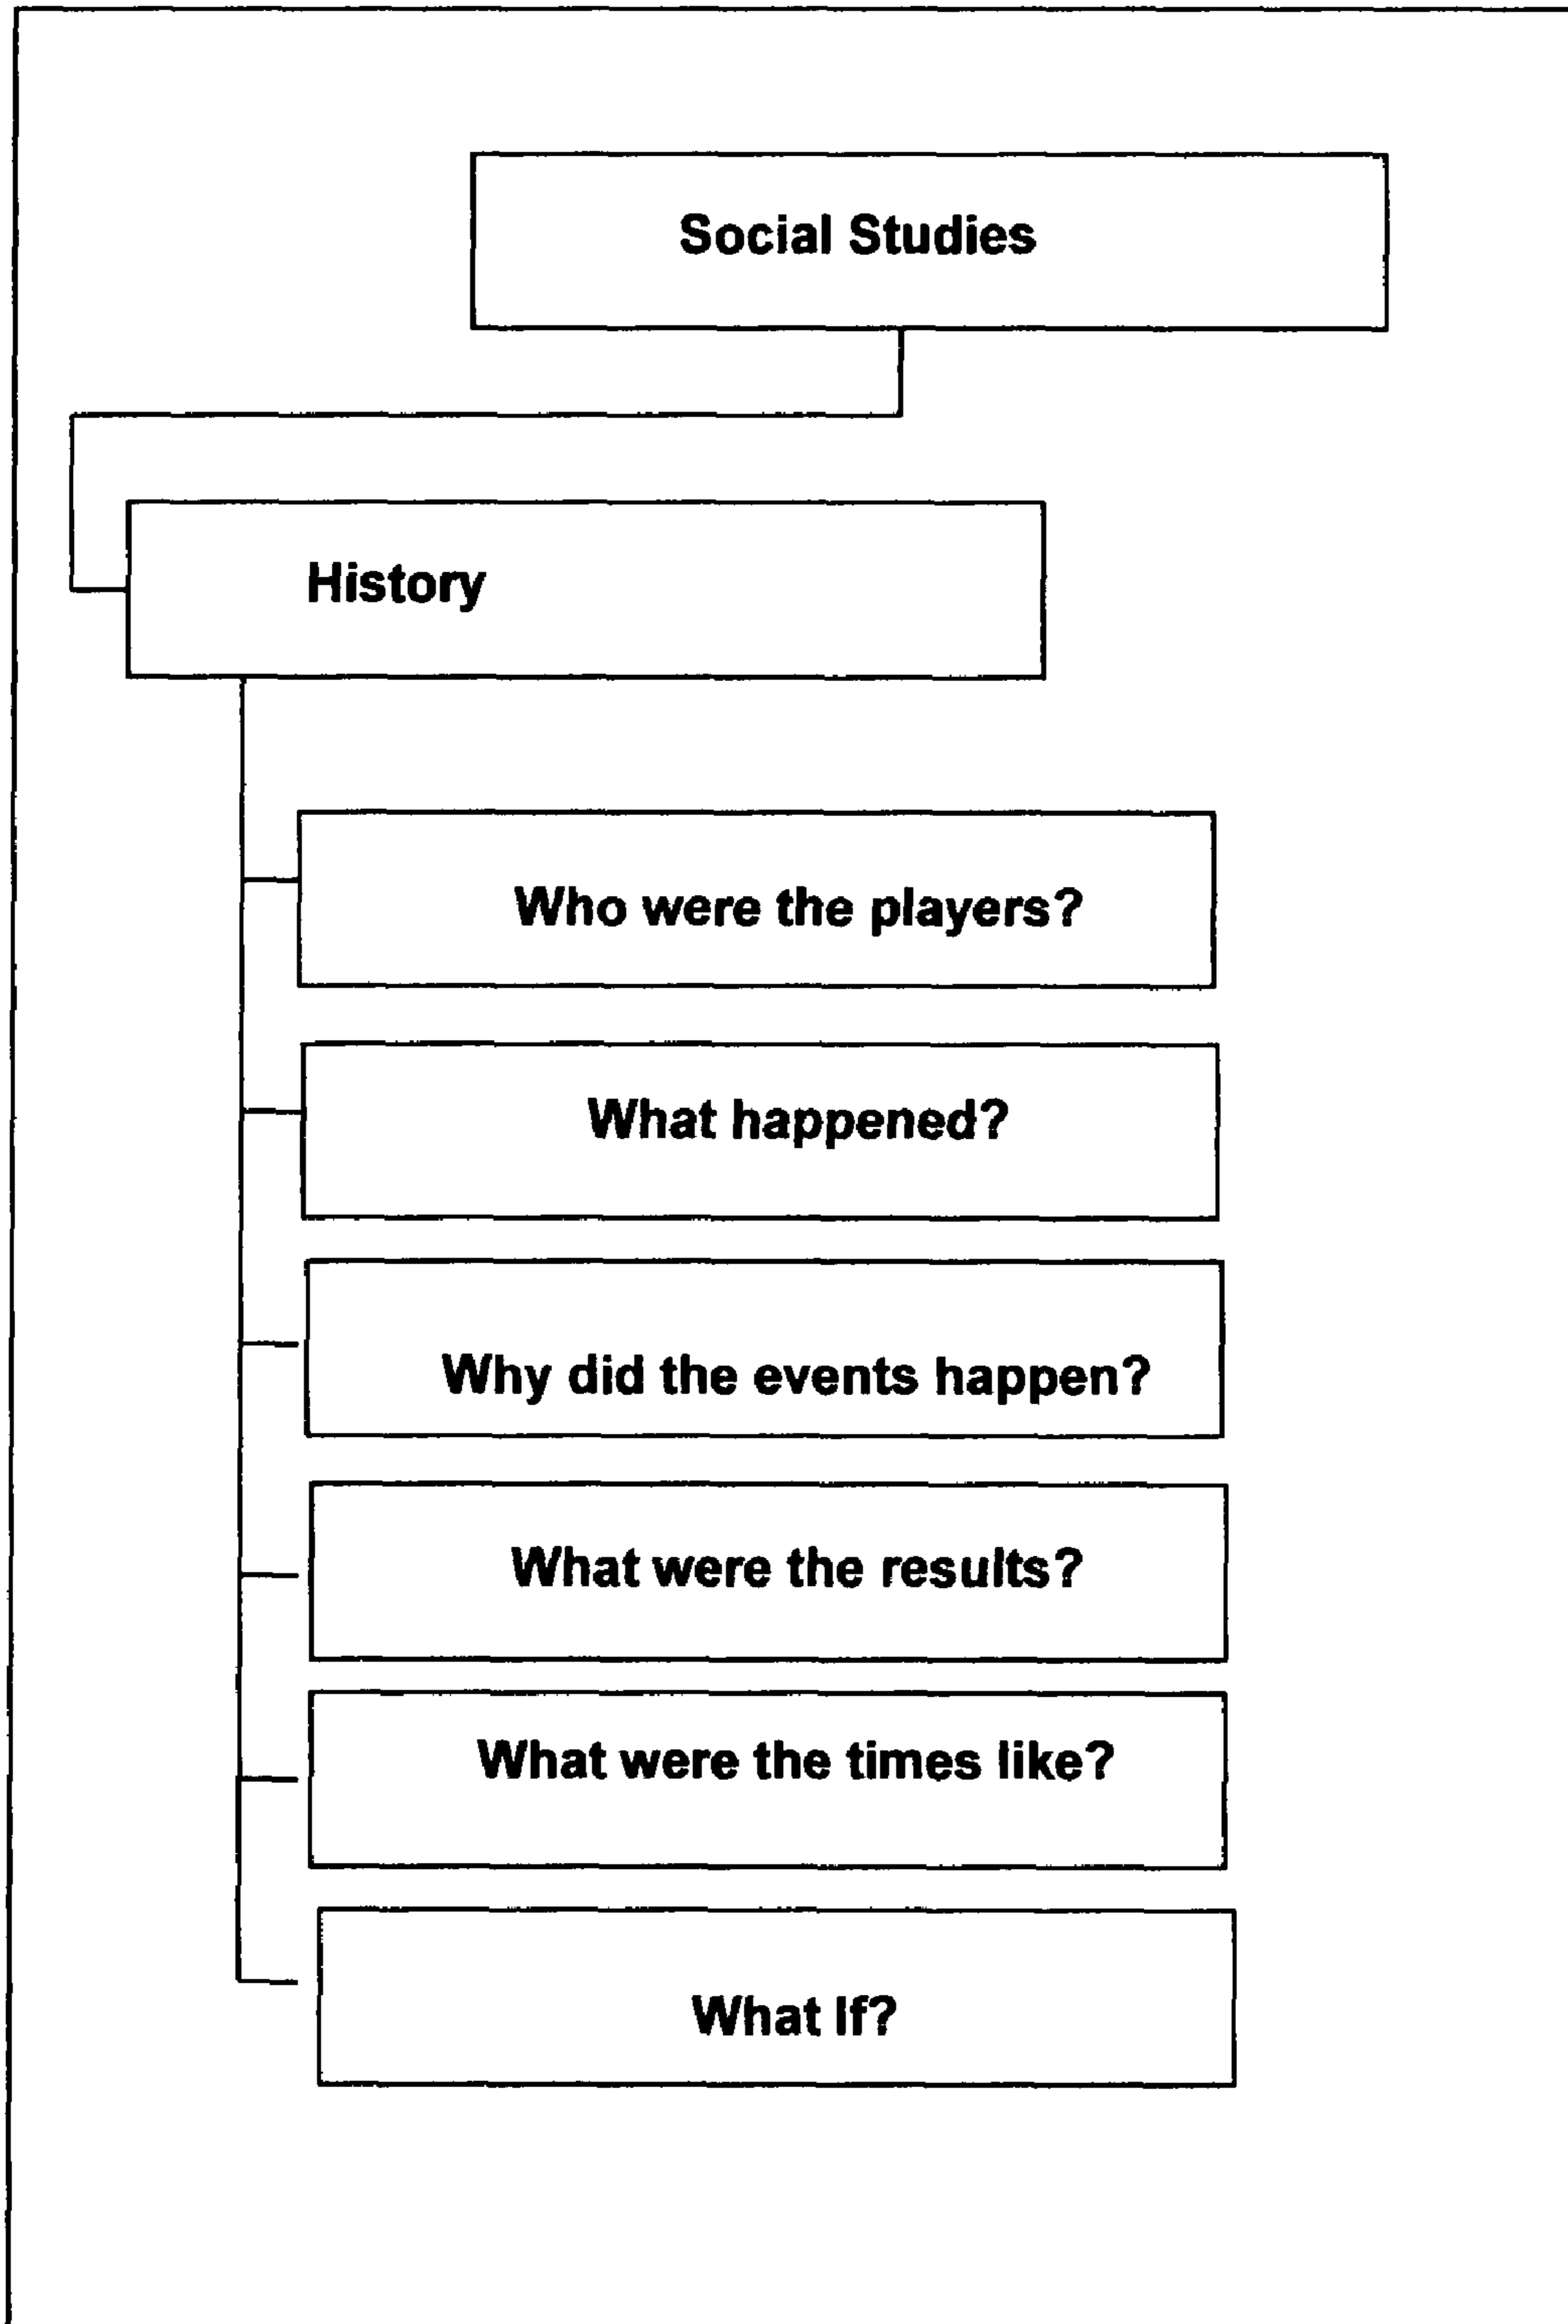 Social Studies
History
Who were the players?
What happened?
Why did the events happen?
What were the results?
What were the times like?
What If?